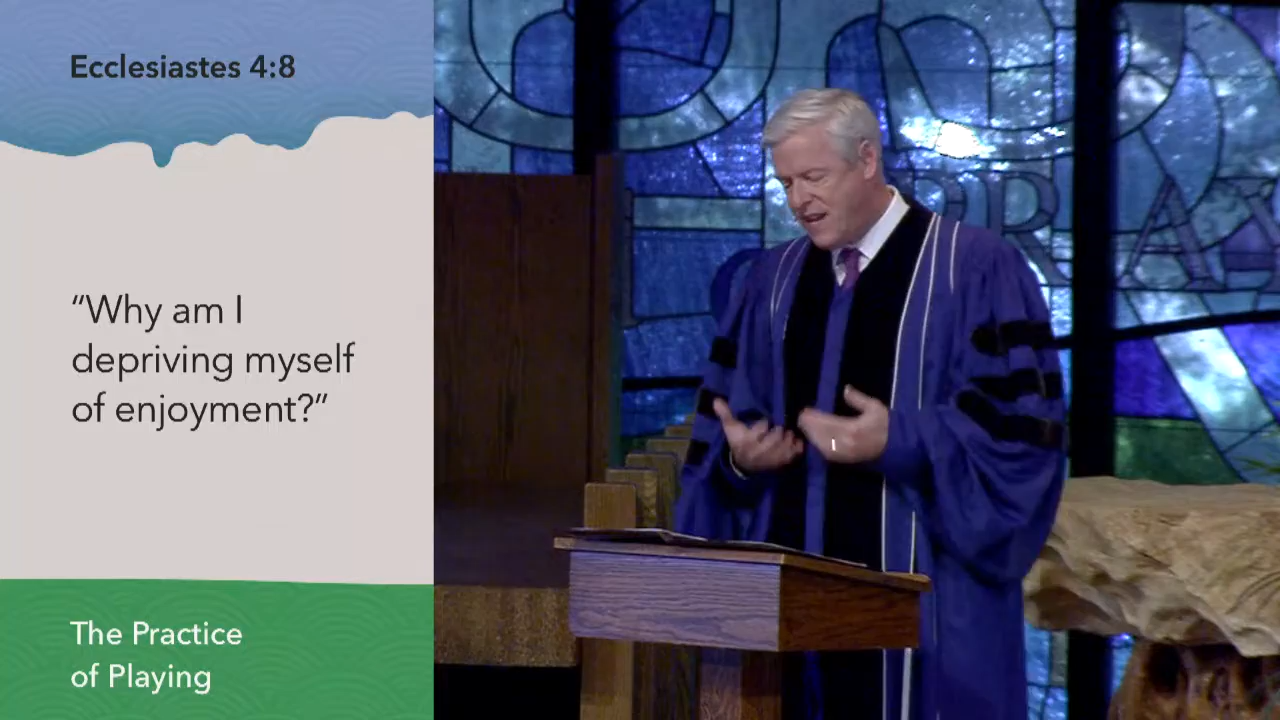 Ecclesiastes 4:8
“Why am I
depriving myself
of enjoyment?”
The Practice
of Playing